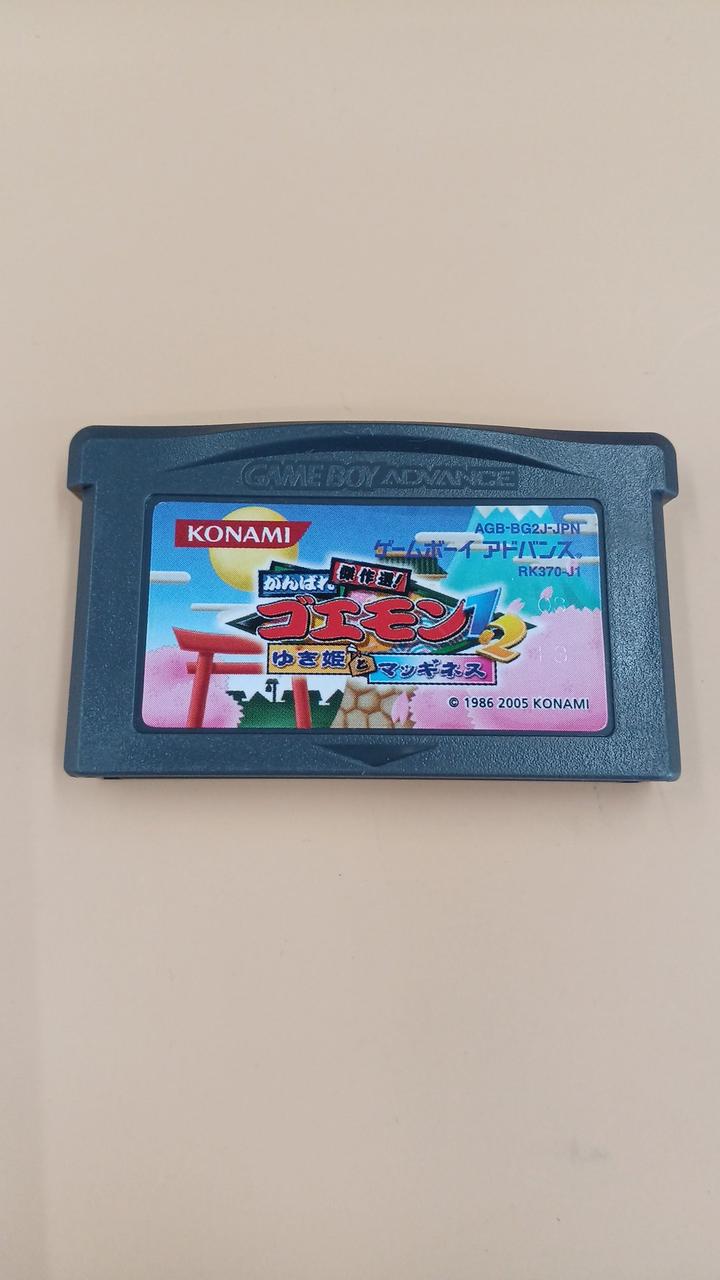 GAME BOY ADVANCE
KONAMI
AGB-BG2J-JPN
ゲームボーイ アドバンス®
RK370-J1
がんばれ
傑作選!
ゴエモン1・2
ゆき姫とマッギネス
© 1986 2005 KONAMI